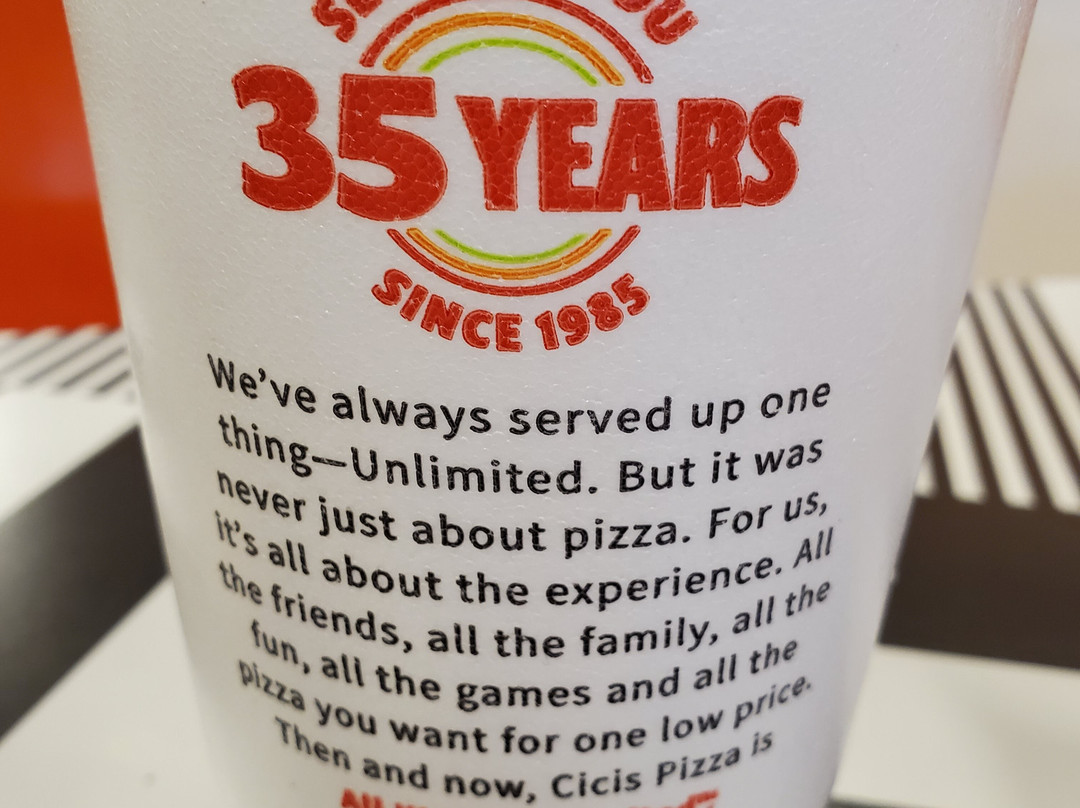 35 YEARS
SINCE 1985
We've always served up one
thing—Unlimited. But it was
never just about pizza. For us,
it's all about the experience. All
the friends, all the family, all the
fun, all the games and all the
pizza you want for one low price.
Then and now, Cicis Pizza is